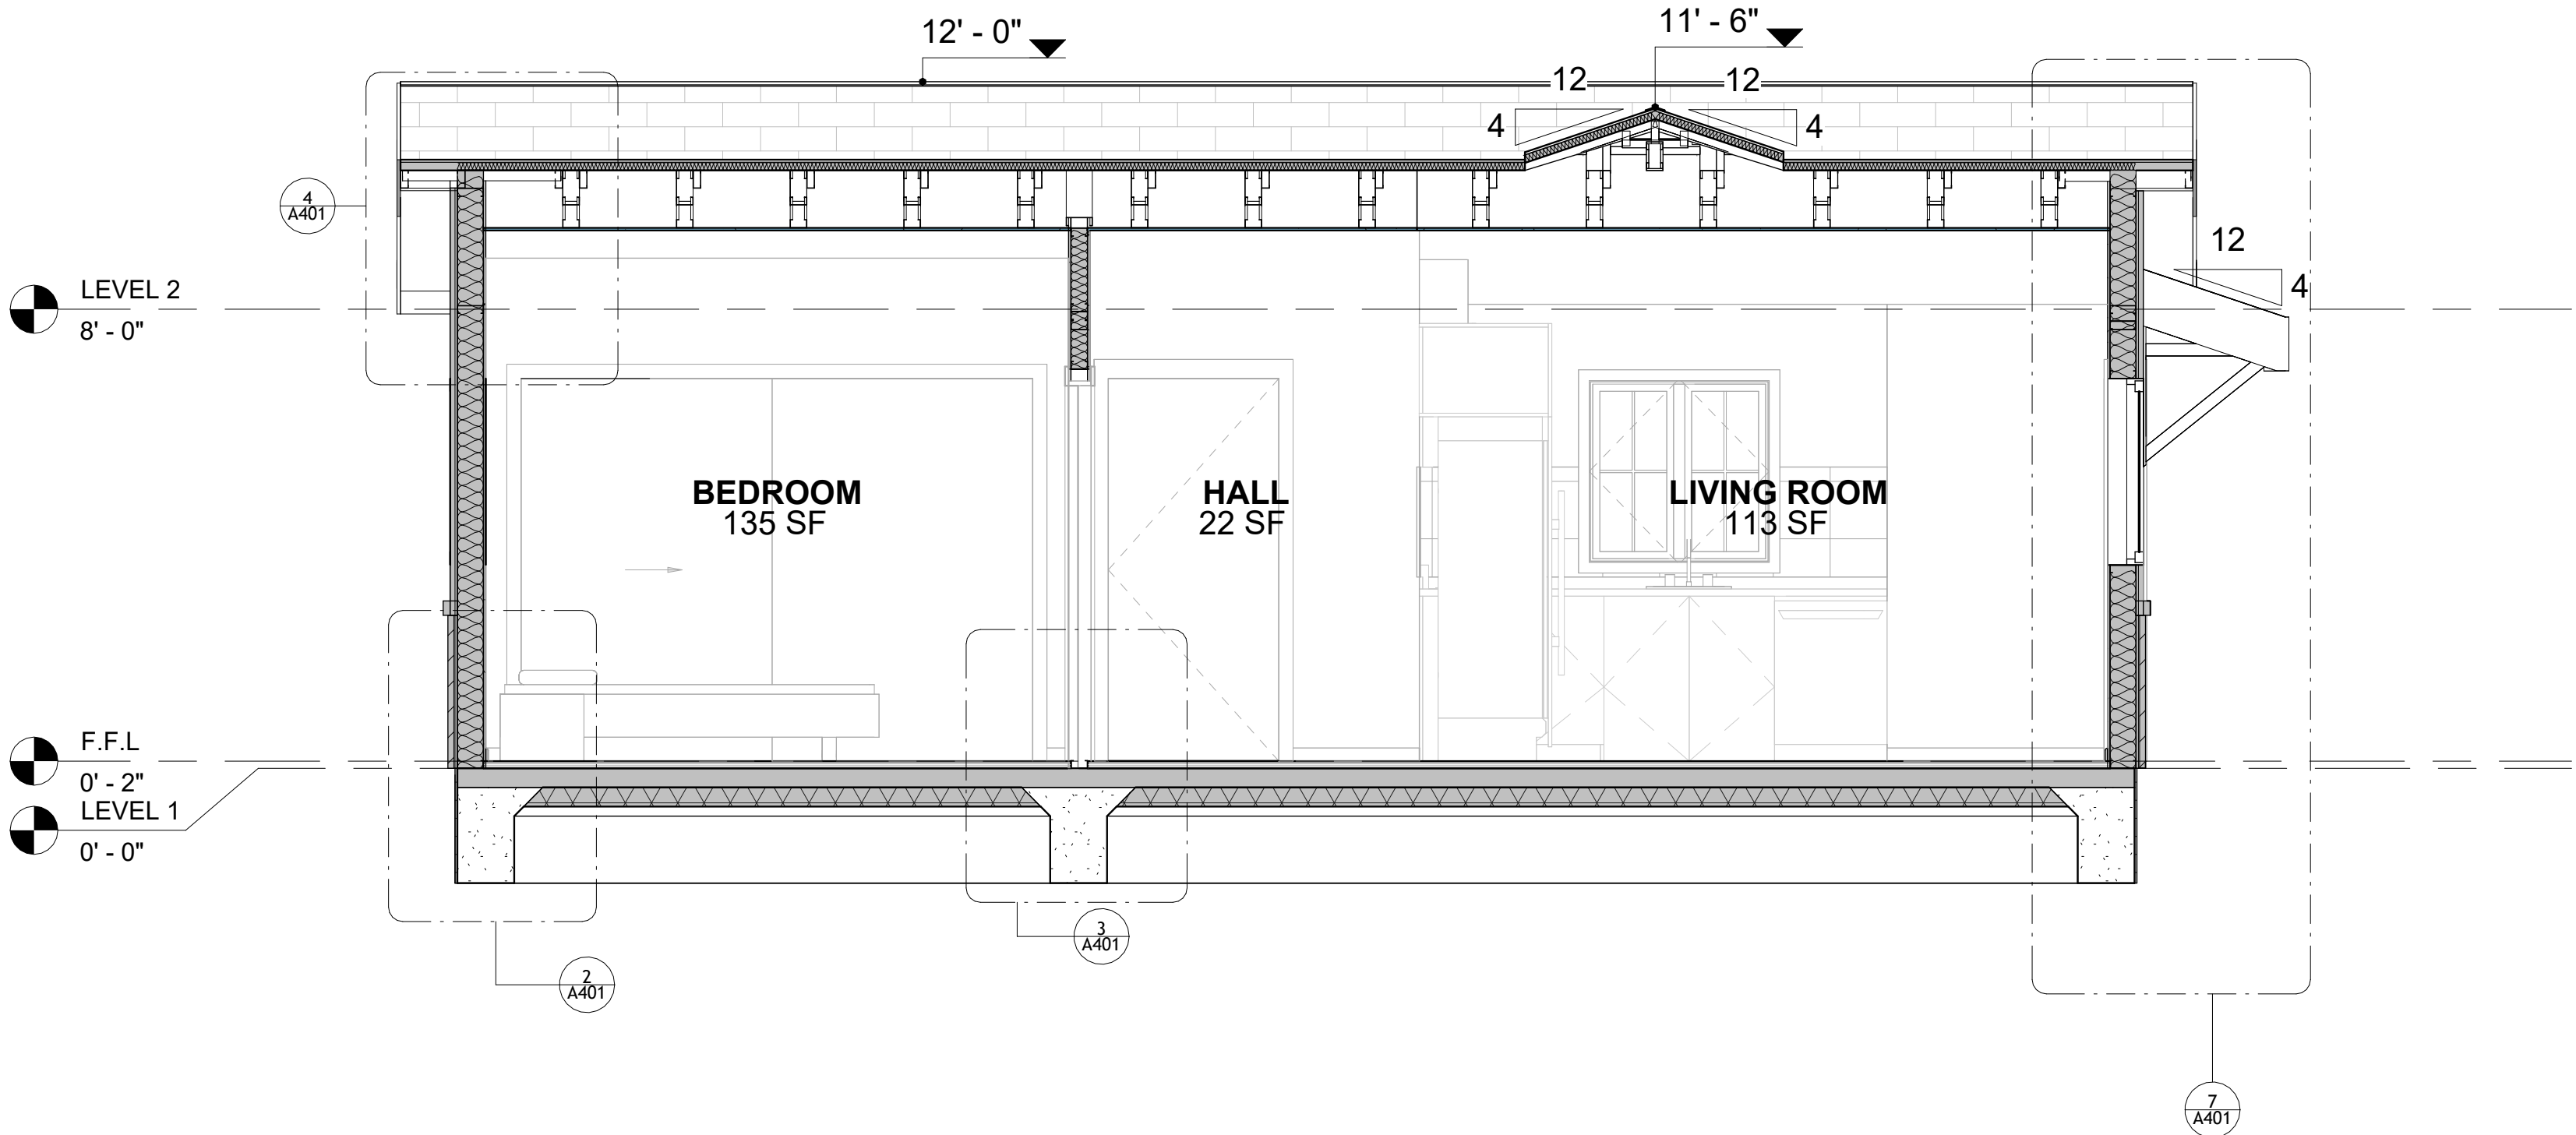 12' - 0"
11' - 6"
12
12
4
4
4
A401
12
4
LEVEL 2
8' - 0"
BEDROOM
135 SF
HALL
22 SF
LIVING ROOM
113 SF
F.F.L
0' - 2"
LEVEL 1
0' - 0"
3
A401
2
A401
7
A401